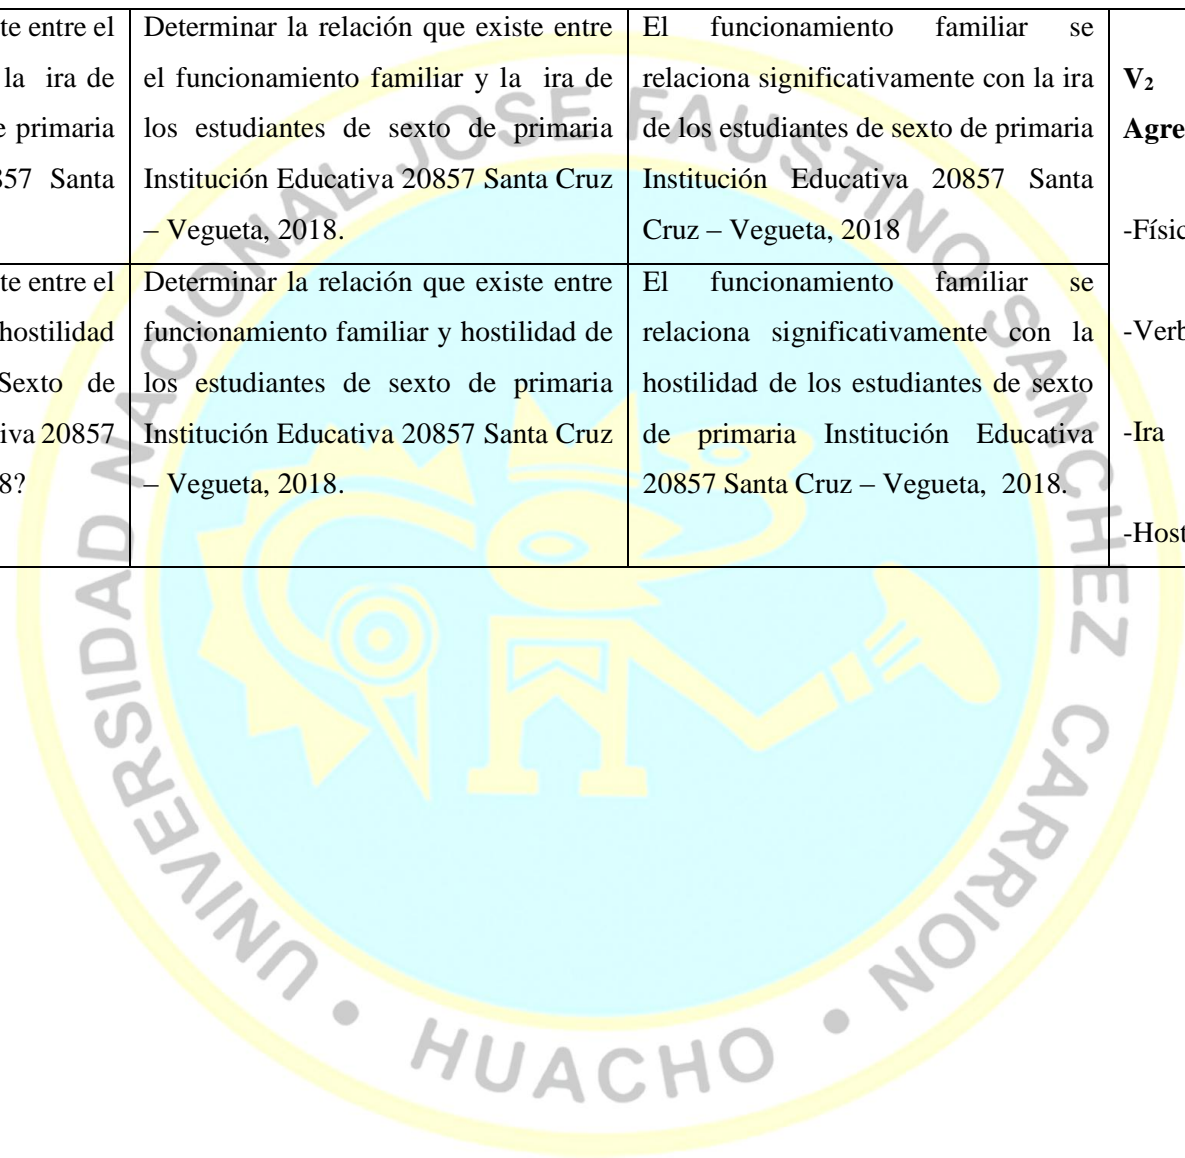 te entre el
la ira de
e primaria
857 Santa
Determinar la relación que existe entre
el funcionamiento familiar y la ira de
los estudiantes de sexto de primaria
Institución Educativa 20857 Santa Cruz
– Vegueta, 2018.
El funcionamiento familiar se
relaciona significativamente con la ira
de los estudiantes de sexto de primaria
Institución Educativa 20857 Santa
Cruz – Vegueta, 2018
te entre el
hostilidad
Sexto de
iva 20857
8?
Determinar la relación que existe entre
funcionamiento familiar y hostilidad de
los estudiantes de sexto de primaria
Institución Educativa 20857 Santa Cruz
– Vegueta, 2018.
El funcionamiento familiar se
relaciona significativamente con la
hostilidad de los estudiantes de sexto
de primaria Institución Educativa
20857 Santa Cruz – Vegueta, 2018.
V₂
Agre
-Físic
-Verb
-Ira
-Host
UNIVERSIDAD NACIONAL JOSE FAUSTINO SANCHEZ CARRION
• HUACHO •